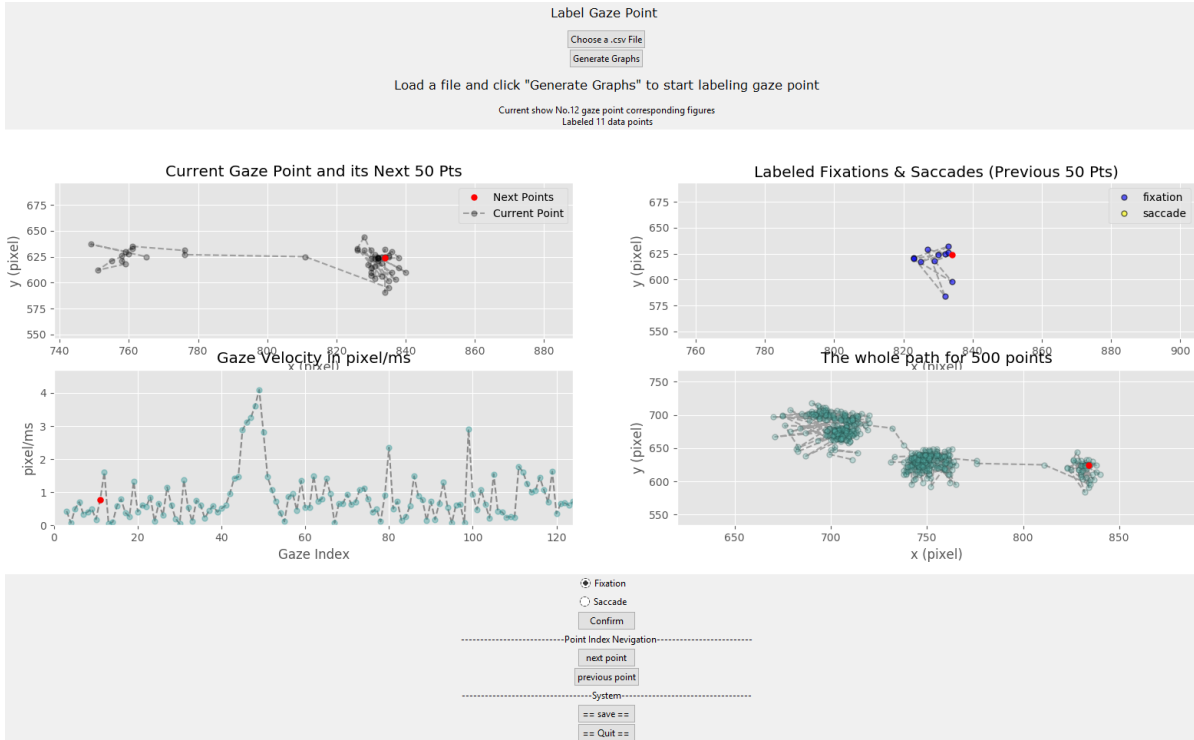 Label Gaze Point
Choose a .csv File
Generate Graphs
Load a file and click "Generate Graphs" to start labeling gaze point
Current show No.12 gaze point corresponding figures
Labeled 11 data points
Current Gaze Point and its Next 50 Pts
Next Points
Current Point
y (pixel)
675
650
625
600
575
550
740 760 780 800 820 840 860 880
x (pixel)
Labeled Fixations & Saccades (Previous 50 Pts)
fixation
saccade
y (pixel)
675
650
625
600
575
550
760 780 800 820 840 860 880 900
x (pixel)
Gaze Velocity in pixel/ms
pixel/ms
4
3
2
1
0
0 20 40 60 80 100 120
Gaze Index
The whole path for 500 points
y (pixel)
750
700
650
600
550
650 700 750 800 850
x (pixel)
Fixation
Saccade
Confirm
Point Index Nevigation
next point
previous point
System
== save ==
== Quit ==